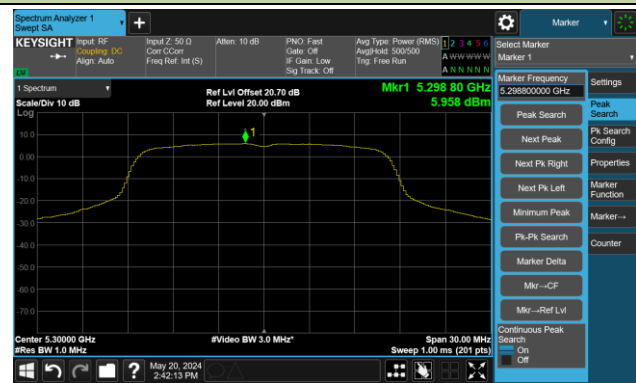 Spectrum Analyzer 1
Swept SA
+
Marker
KEYSIGHT
Input: RF
Coupling: DC
Align: Auto
Input Z: 50 Ω
Corr CCorr
Freq Ref: Int (S)
Atten: 10 dB
PNO: Fast
Gate: Off
IF Gain: Low
Sig Track: Off
Avg Type: Power (RMS)
Avg|Hold: 500/500
Trig: Free Run
1 2 3 4 5 6
A W W W W W
A N N N N N
Select Marker
Marker 1
LXI
1 Spectrum
Scale/Div 10 dB
Log
Ref Lvl Offset 20.70 dB
Ref Level 20.00 dBm
Mkr1 5.298 80 GHz
5.958 dBm
1
10.0
0.00
-10.0
-20.0
-30.0
-40.0
-50.0
-60.0
-70.0
Center 5.30000 GHz
#Res BW 1.0 MHz
#Video BW 3.0 MHz*
Span 30.00 MHz
Sweep 1.00 ms (201 pts)
Marker Frequency
5.298800000 GHz
Peak Search
Next Peak
Next Pk Right
Next Pk Left
Minimum Peak
Pk-Pk Search
Marker Delta
Mkr→CF
Mkr→Ref Lvl
Continuous Peak
Search
On
Off
Settings
Peak
Search
Pk Search
Config
Properties
Marker
Function
Marker→
Counter
?
May 20, 2024
2:42:13 PM